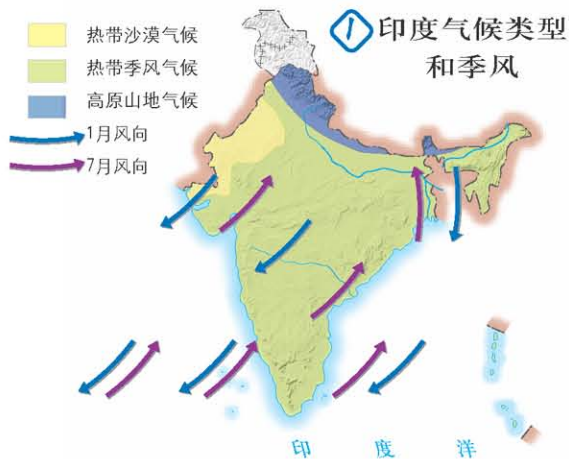 ① 印度气候类型
和季风
热带沙漠气候
热带季风气候
高原山地气候
1月风向
7月风向
印度洋